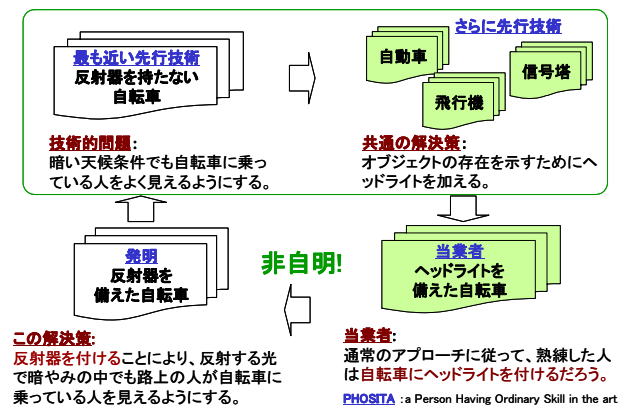 最も近い先行技術
反射器を持たない
自転車
さらに先行技術
自動車
飛行機
信号塔
技術的問題:
暗い天候条件でも自転車に乗っ
ている人をよく見えるようにする。
共通の解決策:
オブジェクトの存在を示すためにヘ
ッドライトを加える。
発明
反射器を
備えた自転車
非自明!
当業者
ヘッドライトを
備えた自転車
この解決策:
反射器を付けることにより、反射する光
で暗やみの中でも路上の人が自転車に
乗っている人を見えるようにする。
当業者:
通常のアプローチに従って、熟練した人
は自転車にヘッドライトを付けるだろう。
PHOSITA :a Person Having Ordinary Skill in the art